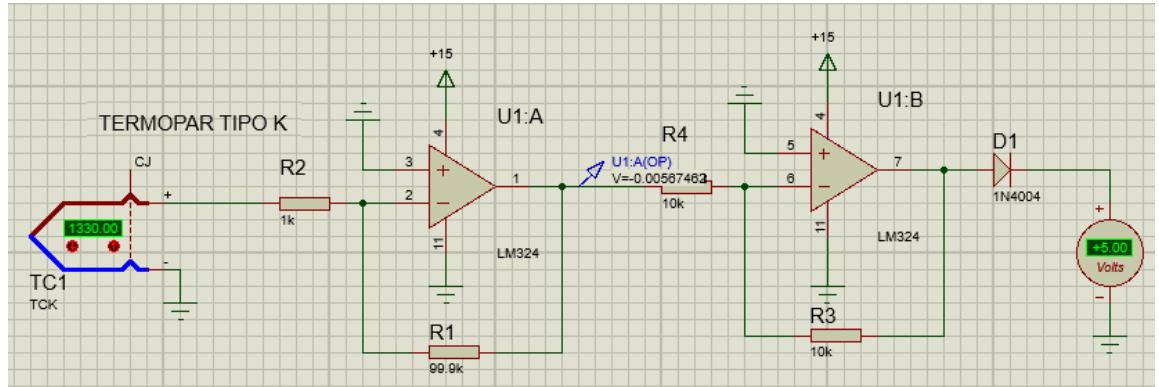 TERMOPAR TIPO K
CJ
+
1330.00
-
TC1
TCK
R2
1k
+15
U1:A
4
3
+
2
−
1
11
LM324
R1
99.9k
R4
U1:A(OP)
V=-0.00567462
10k
+15
U1:B
4
5
+
6
−
7
11
LM324
R3
10k
D1
1N4004
+
+5.00
Volts
−